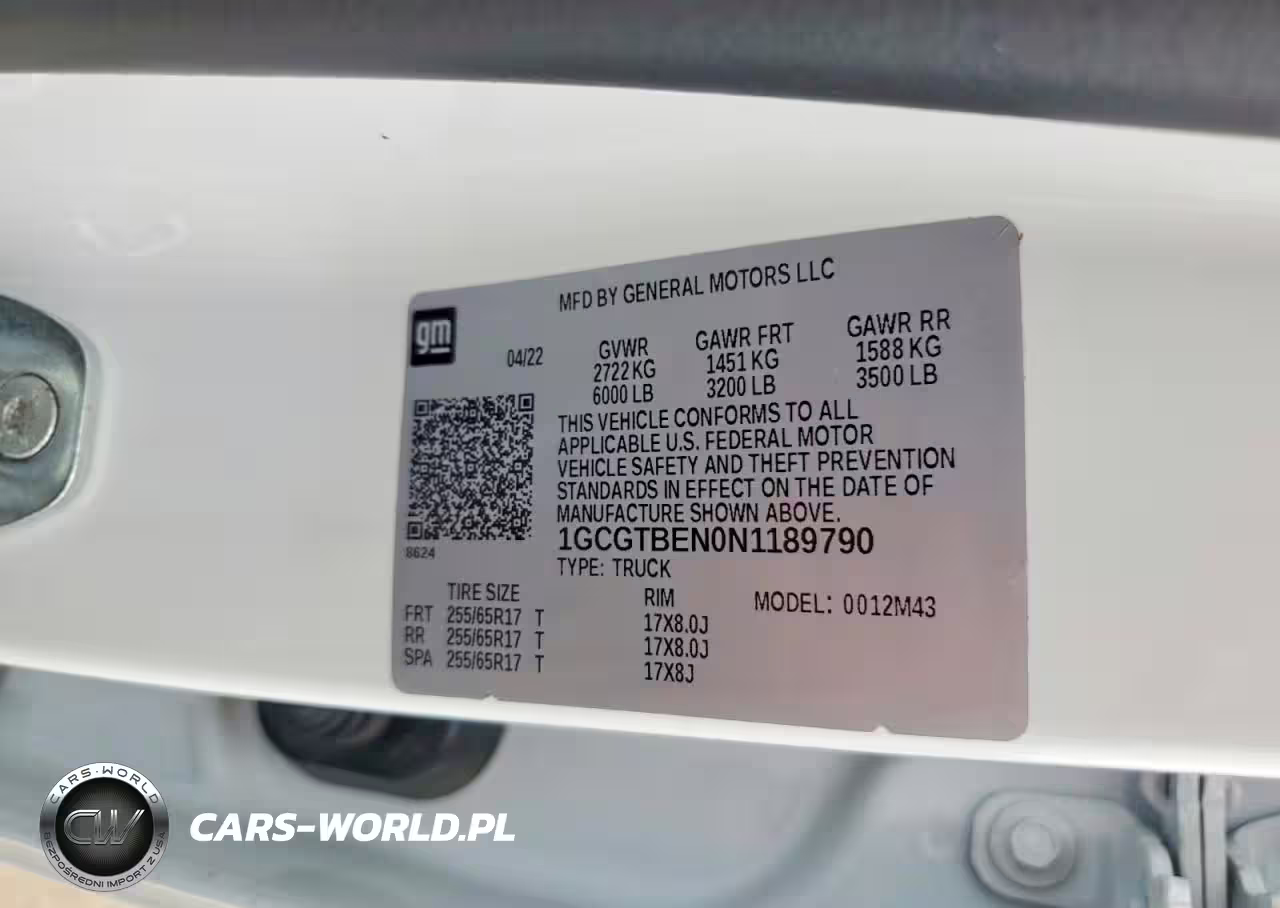 MFD BY GENERAL MOTORS LLC
gm
04/22
GVWR GAWR FRT GAWR RR
2722 KG 1451 KG 1588 KG
6000 LB 3200 LB 3500 LB
THIS VEHICLE CONFORMS TO ALL
APPLICABLE U.S. FEDERAL MOTOR
VEHICLE SAFETY AND THEFT PREVENTION
STANDARDS IN EFFECT ON THE DATE OF
MANUFACTURE SHOWN ABOVE.
1GCGTBEN0N1189790
8624
TYPE: TRUCK
TIRE SIZE RIM MODEL: 0012M43
FRT 255/65R17 T 17X8.0J
RR 255/65R17 T 17X8.0J
SPA 255/65R17 T 17X8J
CARS-WORLD
CW
BEZPOŚREDNI IMPORT Z USA
CARS-WORLD.PL